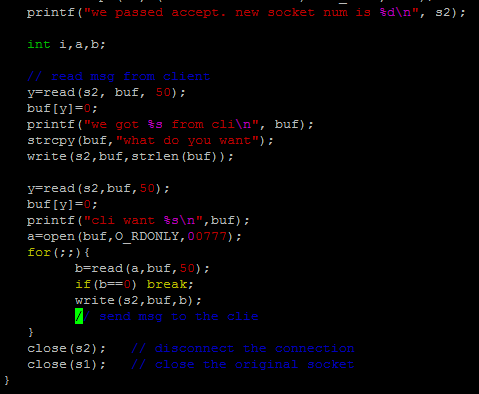 printf("we passed accept. new socket num is %d\n", s2);
int i,a,b;
// read msg from client
y=read(s2, buf, 50);
buf[y]=0;
printf("we got %s from cli\n", buf);
strcpy(buf,"what do you want");
write(s2,buf,strlen(buf));
y=read(s2,buf,50);
buf[y]=0;
printf("cli want %s\n",buf);
a=open(buf,O_RDONLY,00777);
for(;;){
b=read(a,buf,50);
if(b==0) break;
write(s2,buf,b);
// send msg to the clie
}
close(s2); // disconnect the connection
close(s1); // close the original socket
}